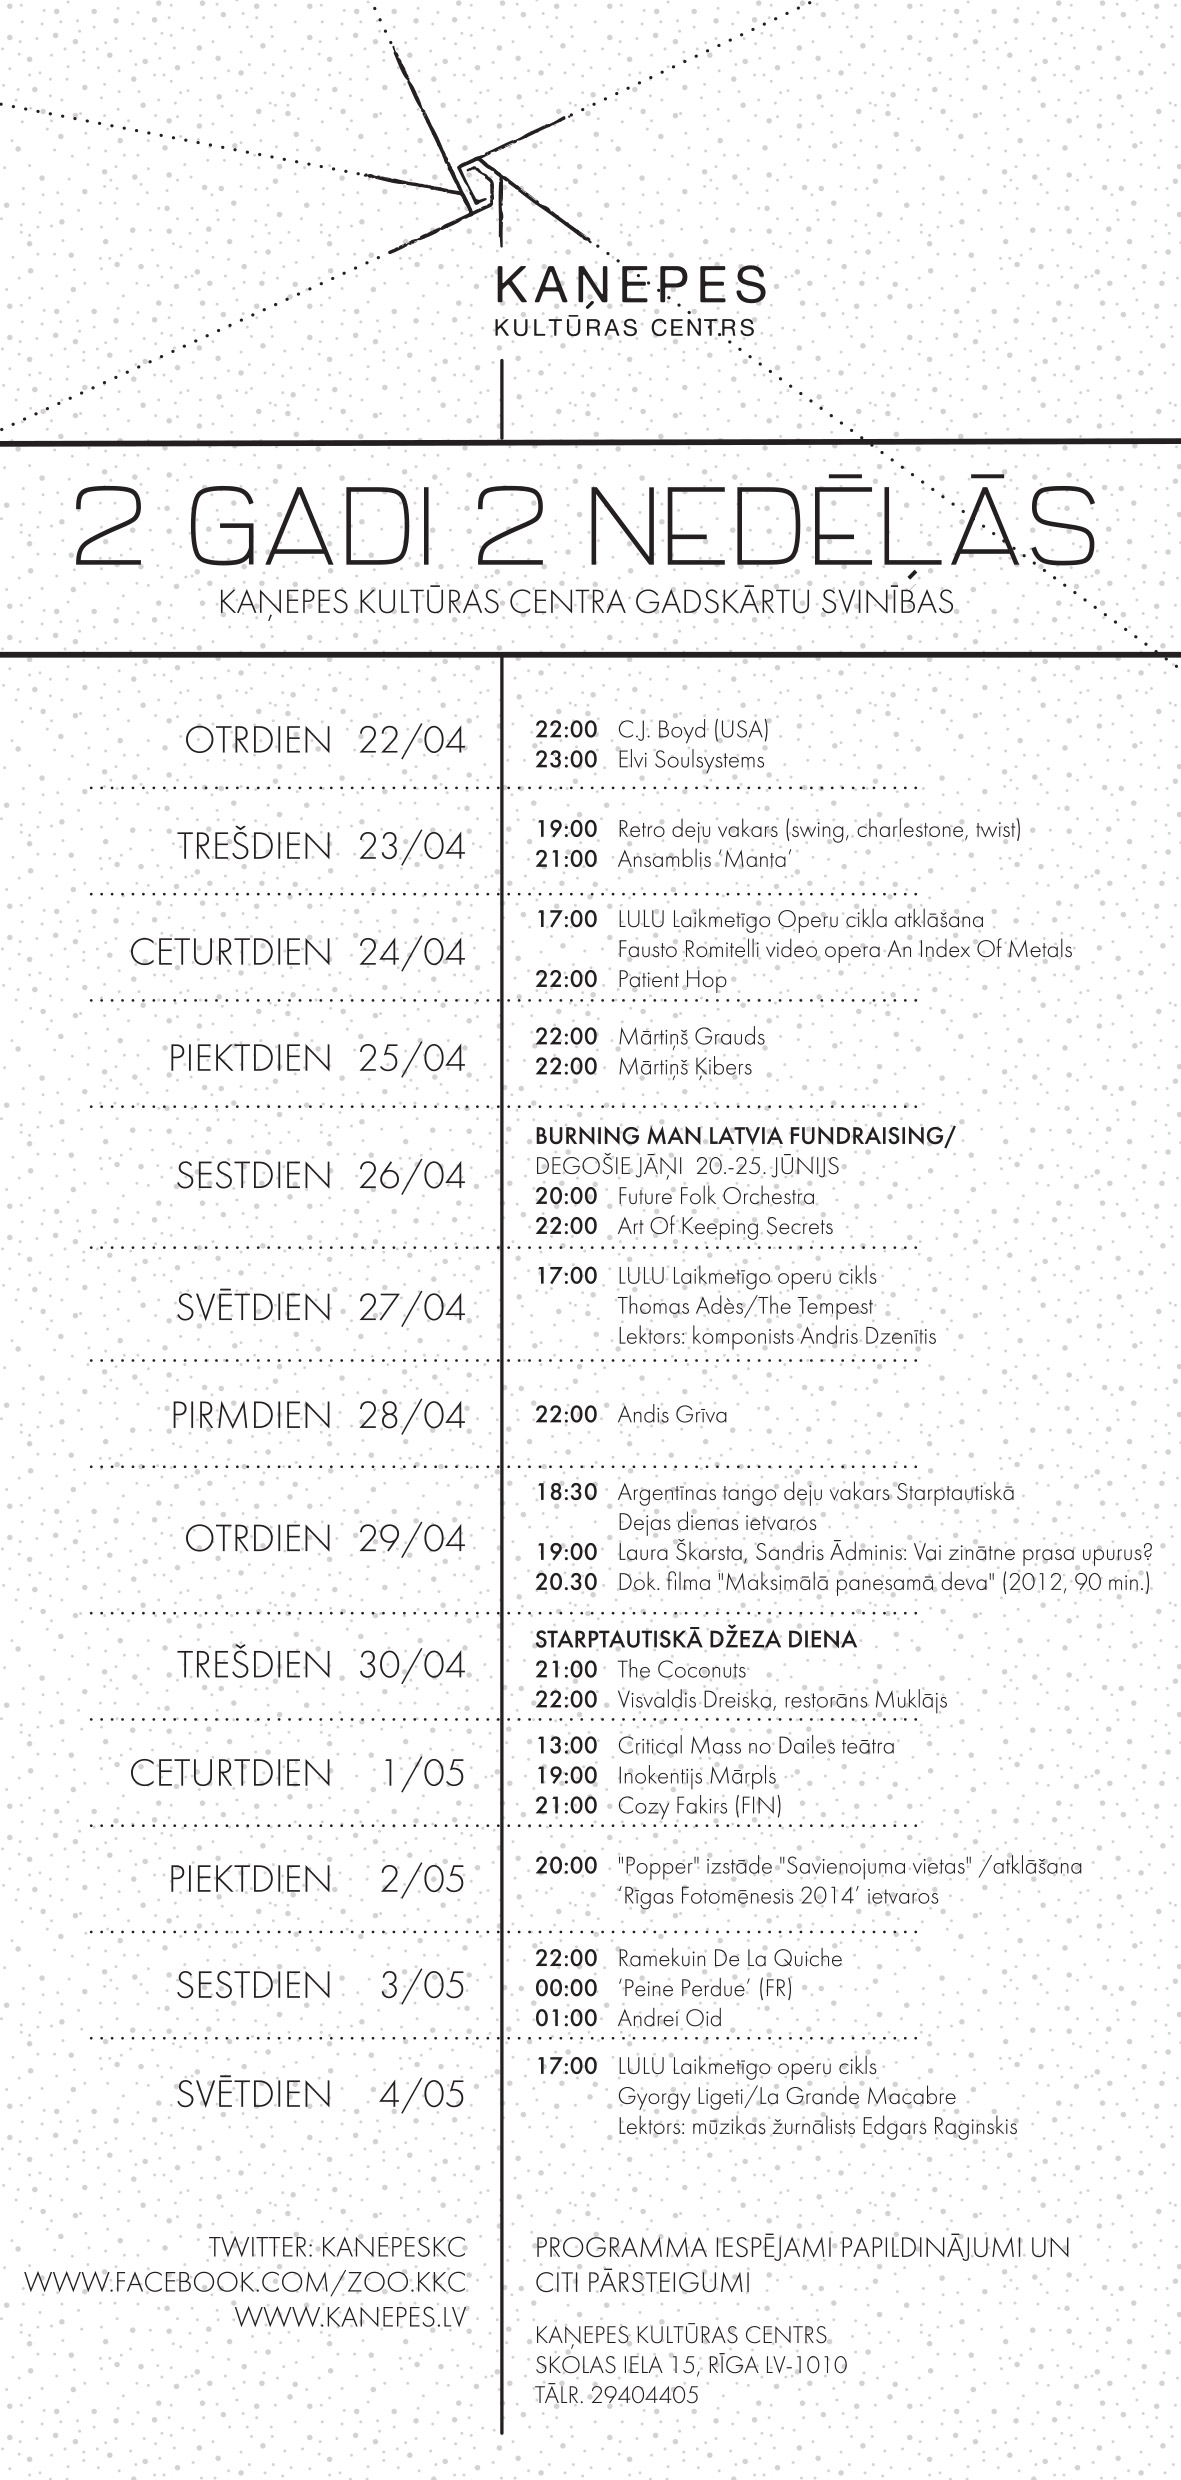 KAŅEPES
KULTŪRAS CENTRS
2 GADI 2 NEDĒĻĀS
KAŅEPES KULTŪRAS CENTRA GADSKĀRTU SVINĪBAS
OTRDIEN 22/04
22:00 C.J. Boyd (USA)
23:00 Elvi Soulsystems
TREŠDIEN 23/04
19:00 Retro deju vakars (swing, charlestone, twist)
21:00 Ansamblis ‘Manta’
CETURTDIEN 24/04
17:00 LULU Laikmetīgo Operu cikla atklāšana
Fausto Romitelli video opera An Index Of Metals
22:00 Patient Hop
PIEKTDIEN 25/04
22:00 Mārtiņš Grauds
22:00 Mārtiņš Ķibers
SESTDIEN 26/04
BURNING MAN LATVIA FUNDRAISING/
DEGOŠIE JĀŅI 20.-25. JŪNIJS
20:00 Future Folk Orchestra
22:00 Art Of Keeping Secrets
SVĒTDIEN 27/04
17:00 LULU Laikmetīgo operu cikls
Thomas Adès/The Tempest
Lektors: komponists Andris Dzenītis
PIRMDIEN 28/04
22:00 Andis Grīva
OTRDIEN 29/04
18:30 Argentīnas tango deju vakars Starptautiskā
Dejas dienas ietvaros
19:00 Laura Škarsta, Sandris Ādminis: Vai zinātne prasa upurus?
20.30 Dok. filma "Maksimālā panesamā deva" (2012, 90 min.)
TREŠDIEN 30/04
STARPTAUTISKĀ DŽEZA DIENA
21:00 The Coconuts
22:00 Visvaldis Dreiska, restorāns Muklājs
CETURTDIEN 1/05
13:00 Critical Mass no Dailes teātra
19:00 Inokentijs Mārpls
21:00 Cozy Fakirs (FIN)
PIEKTDIEN 2/05
20:00 "Popper" izstāde "Savienojuma vietas" /atklāšana
‘Rīgas Fotomēnesis 2014’ ietvaros
SESTDIEN 3/05
22:00 Ramekuin De La Quiche
00:00 ‘Peine Perdue’ (FR)
01:00 Andrei Oid
SVĒTDIEN 4/05
17:00 LULU Laikmetīgo operu cikls
Gyorgy Ligeti/La Grande Macabre
Lektors: mūzikas žurnālists Edgars Raginskis
TWITTER: KANEPESKC
WWW.FACEBOOK.COM/ZOO.KKC
WWW.KANEPES.LV
PROGRAMMA IESPĒJAMI PAPILDINĀJUMI UN
CITI PĀRSTEIGUMI
KAŅEPES KULTŪRAS CENTRS
SKOLAS IELA 15, RĪGA LV-1010
TĀLR. 29404405